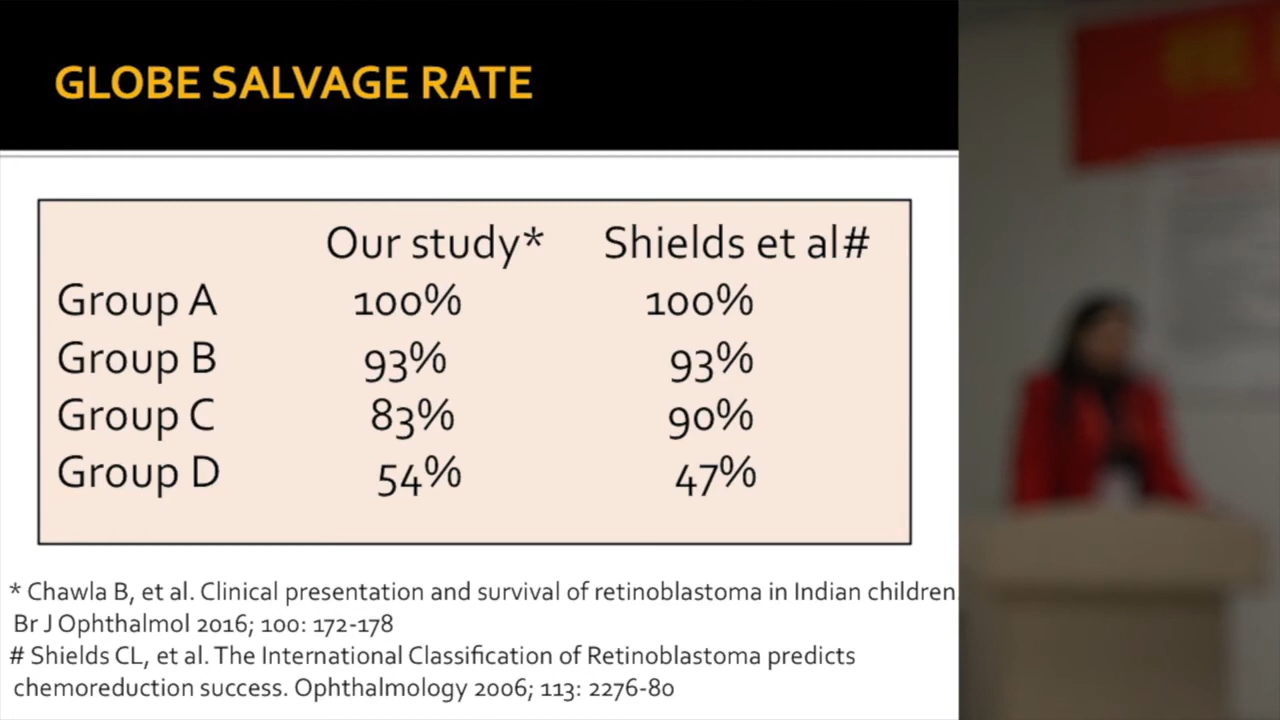 GLOBE SALVAGE RATE
Our study* Shields et al#
Group A 100% 100%
Group B 93% 93%
Group C 83% 90%
Group D 54% 47%
* Chawla B, et al. Clinical presentation and survival of retinoblastoma in Indian children.
Br J Ophthalmol 2016; 100: 172-178
# Shields CL, et al. The International Classification of Retinoblastoma predicts
chemoreduction success. Ophthalmology 2006; 113: 2276-80